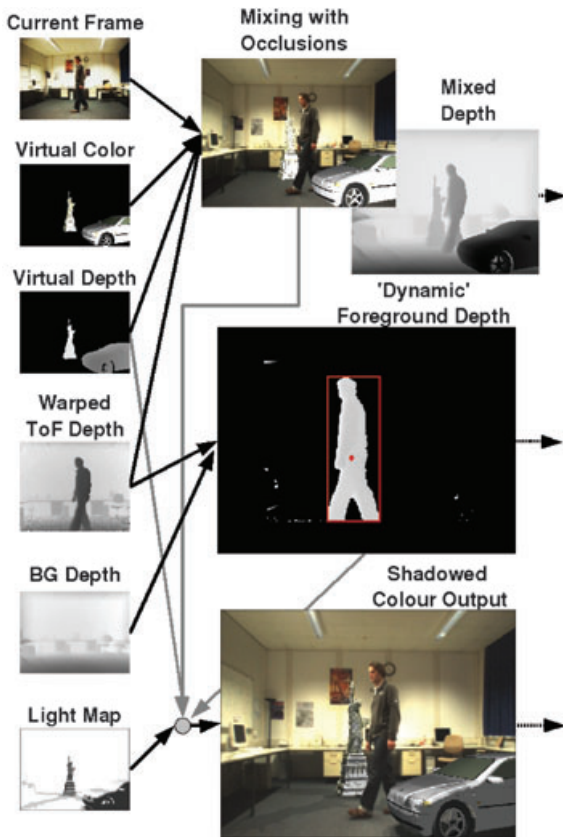 Current Frame
Mixing with
Occlusions
Mixed
Depth
Virtual Color
Virtual Depth
'Dynamic'
Foreground Depth
Warped
ToF Depth
BG Depth
Shadowed
Colour Output
Light Map